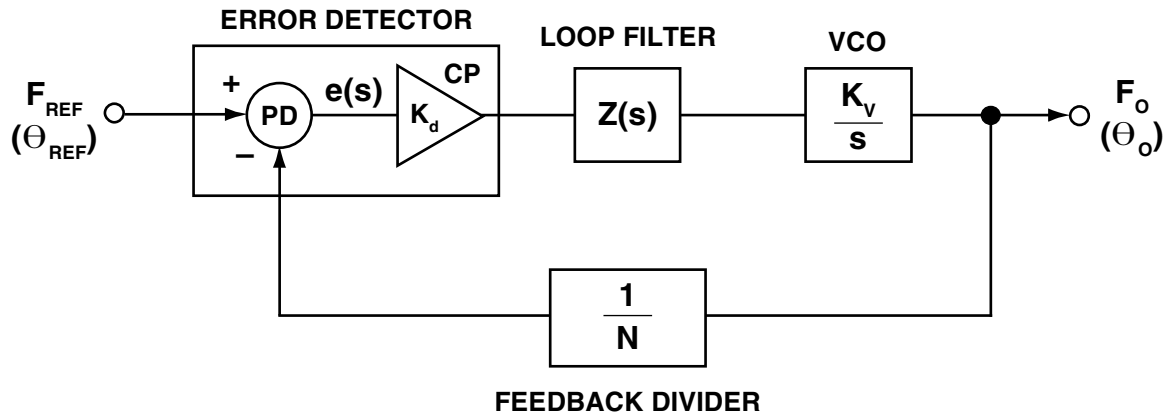 ERROR DETECTOR
LOOP FILTER
VCO
F_REF
(Θ_REF)
+
PD
−
e(s)
CP
K_d
Z(s)
K_V
s
F_O
(Θ_O)
1
N
FEEDBACK DIVIDER